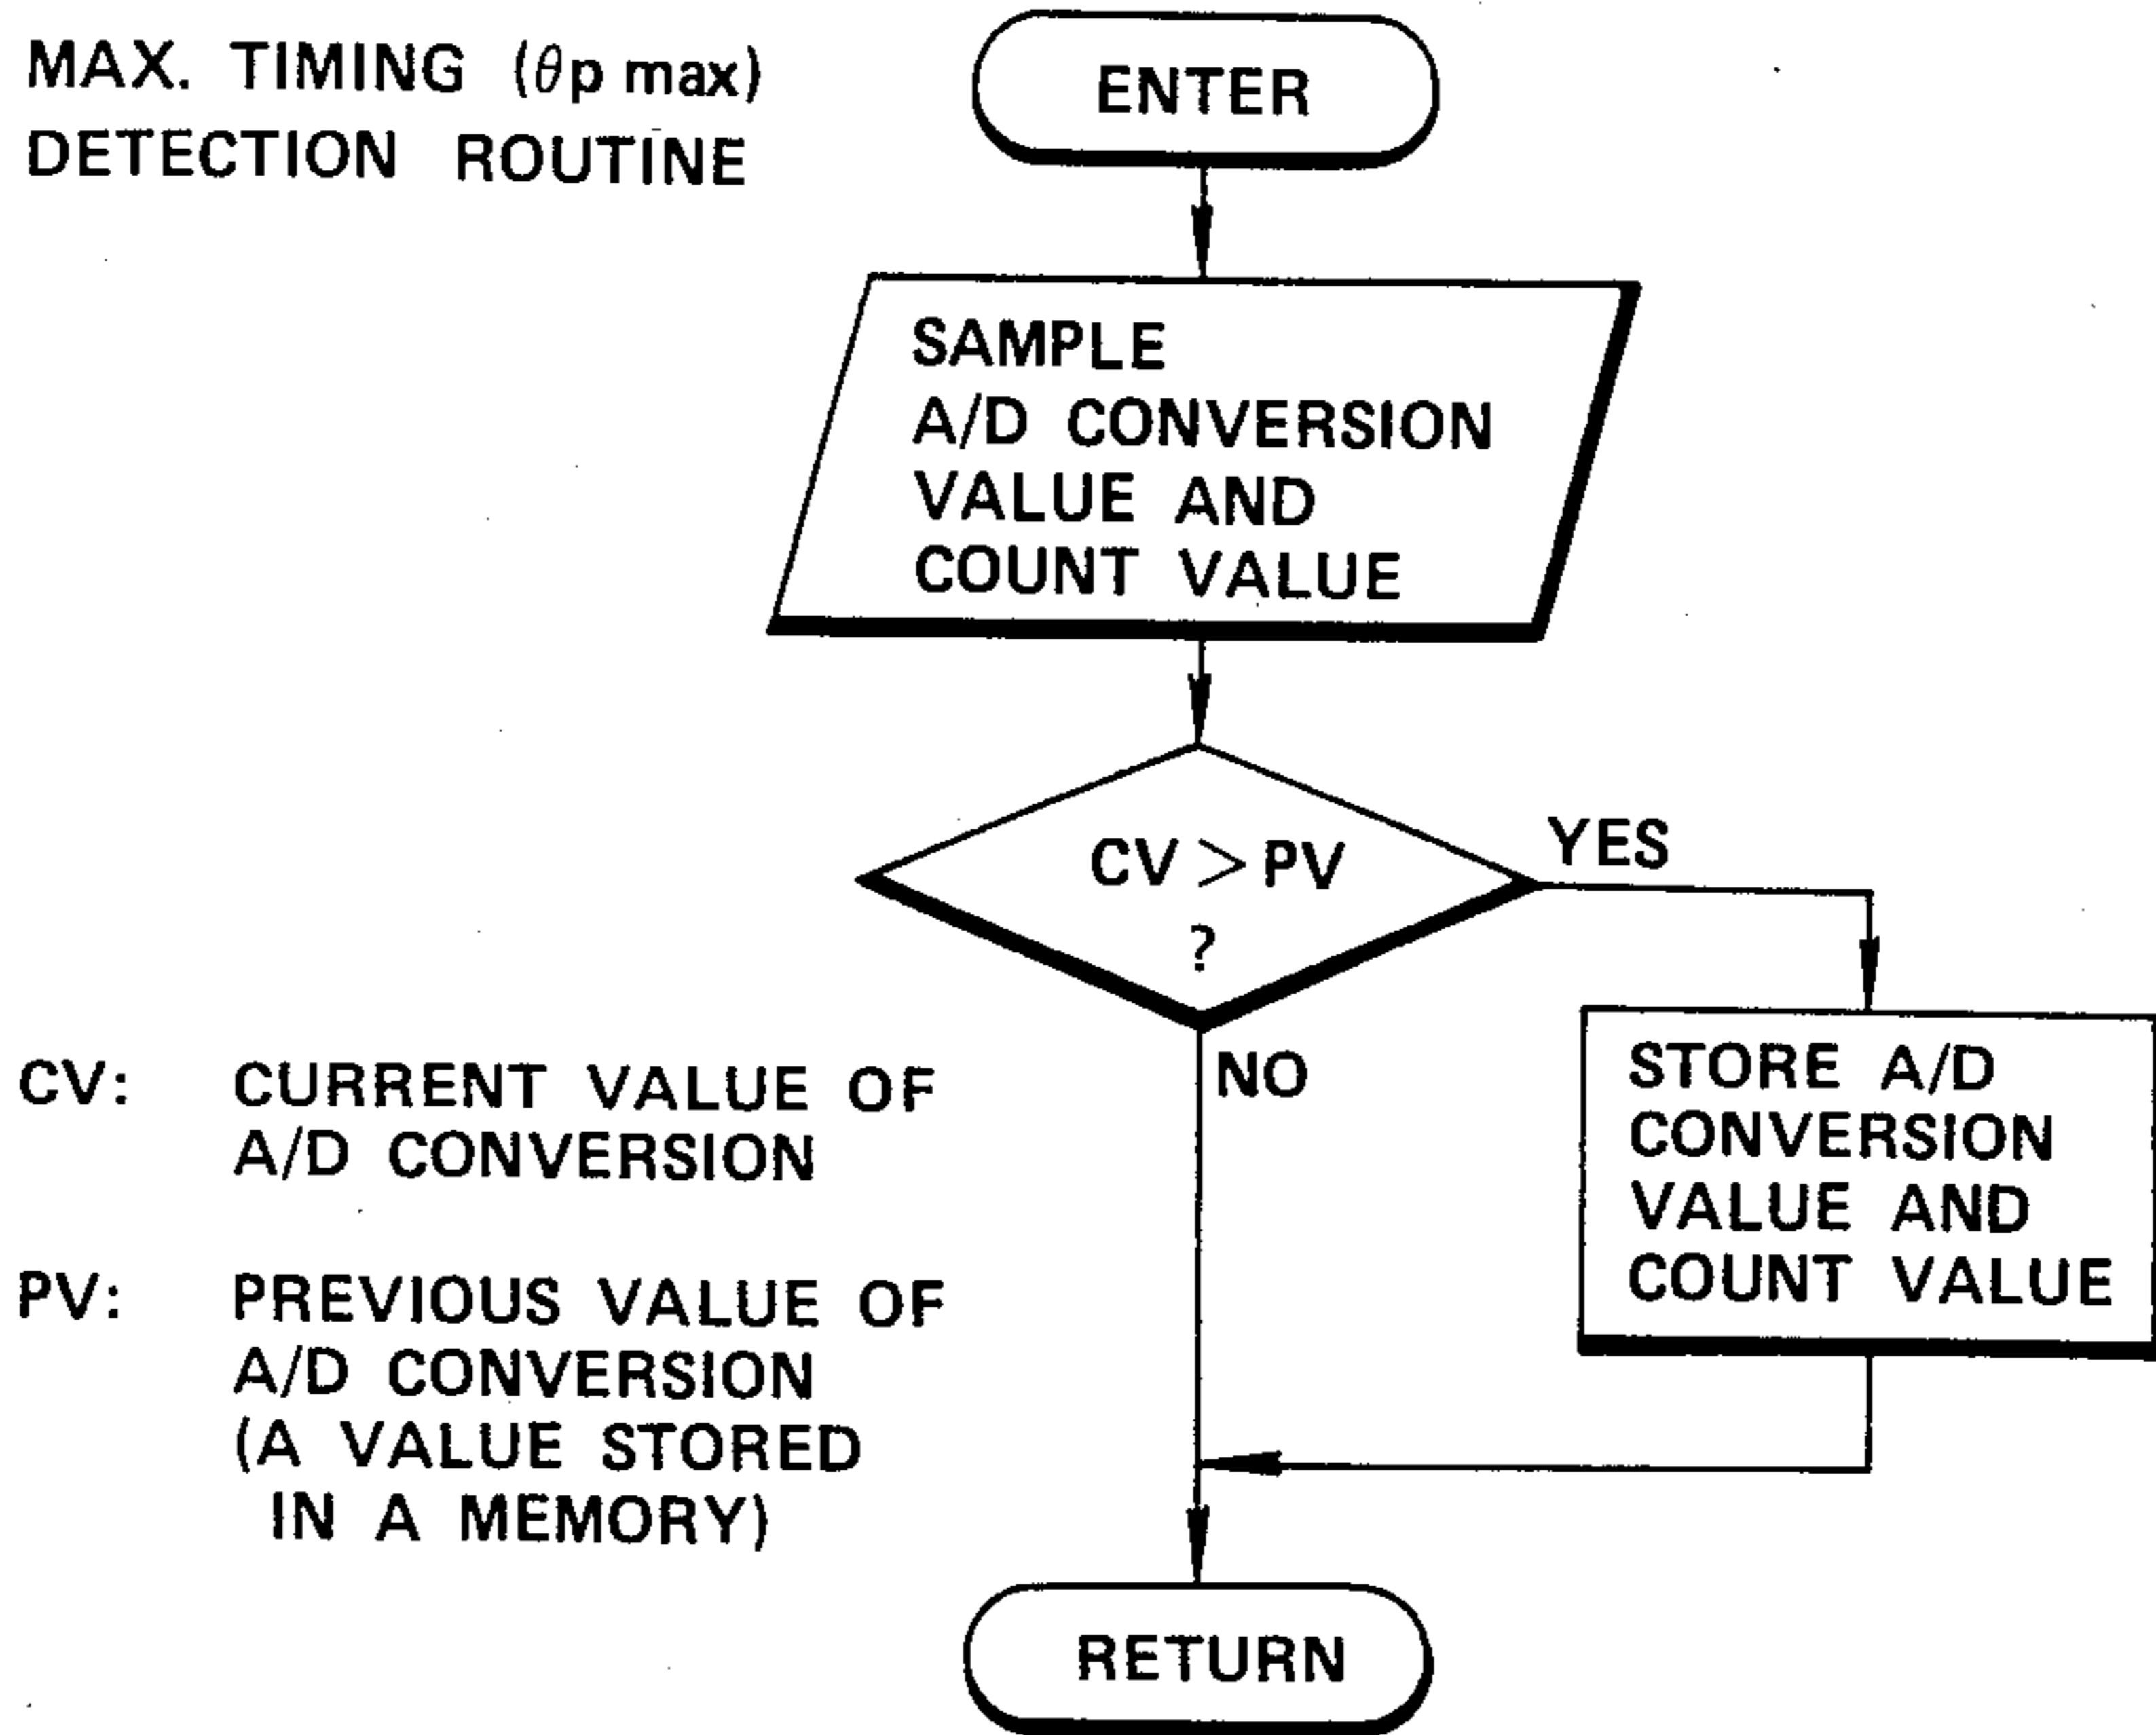 MAX. TIMING (θp max)
DETECTION ROUTINE
ENTER
SAMPLE
A/D CONVERSION
VALUE AND
COUNT VALUE
CV > PV
?
YES
NO
STORE A/D
CONVERSION
VALUE AND
COUNT VALUE
CV: CURRENT VALUE OF
A/D CONVERSION
PV: PREVIOUS VALUE OF
A/D CONVERSION
(A VALUE STORED
IN A MEMORY)
RETURN